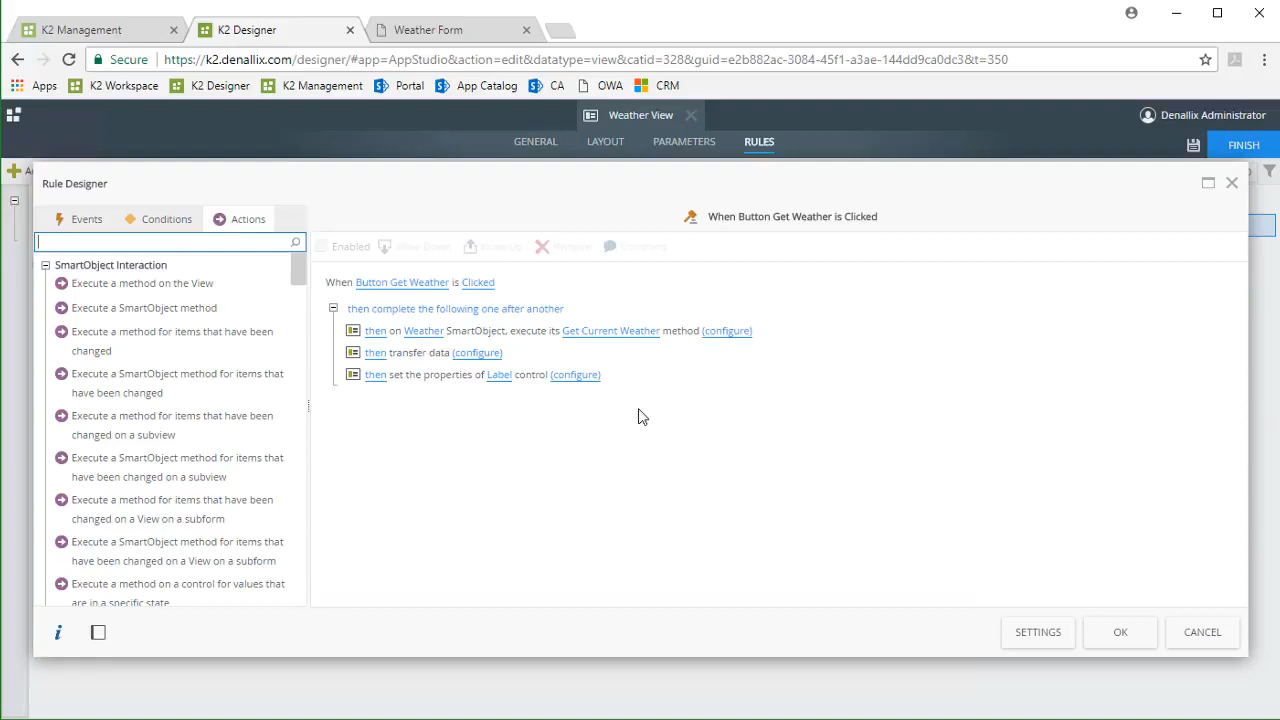 K2 Management
K2 Designer
Weather Form
Secure
https://k2.denallix.com/designer/#app=AppStudio&action=edit&datatype=view&catid=328&guid=e2b882ac-3084-45f1-a3ae-144dd9ca0dc3&t=350
Apps
K2 Workspace
K2 Designer
K2 Management
Portal
App Catalog
CA
OWA
CRM
Weather View
Denallix Administrator
GENERAL
LAYOUT
PARAMETERS
RULES
FINISH
Rule Designer
Events
Conditions
Actions
When Button Get Weather is Clicked
Enabled
Move Down
Move Up
Remove
Comment
SmartObject Interaction
Execute a method on the View
Execute a SmartObject method
Execute a method for items that have been
changed
Execute a SmartObject method for items that
have been changed
Execute a method for items that have been
changed on a subview
Execute a SmartObject method for items that
have been changed on a subview
Execute a method for items that have been
changed on a View on a subform
Execute a SmartObject method for items that
have been changed on a View on a subform
Execute a method on a control for values that
are in a specific state
When Button Get Weather is Clicked
then complete the following one after another
then on Weather SmartObject, execute its Get Current Weather method (configure)
then transfer data (configure)
then set the properties of Label control (configure)
i
SETTINGS
OK
CANCEL